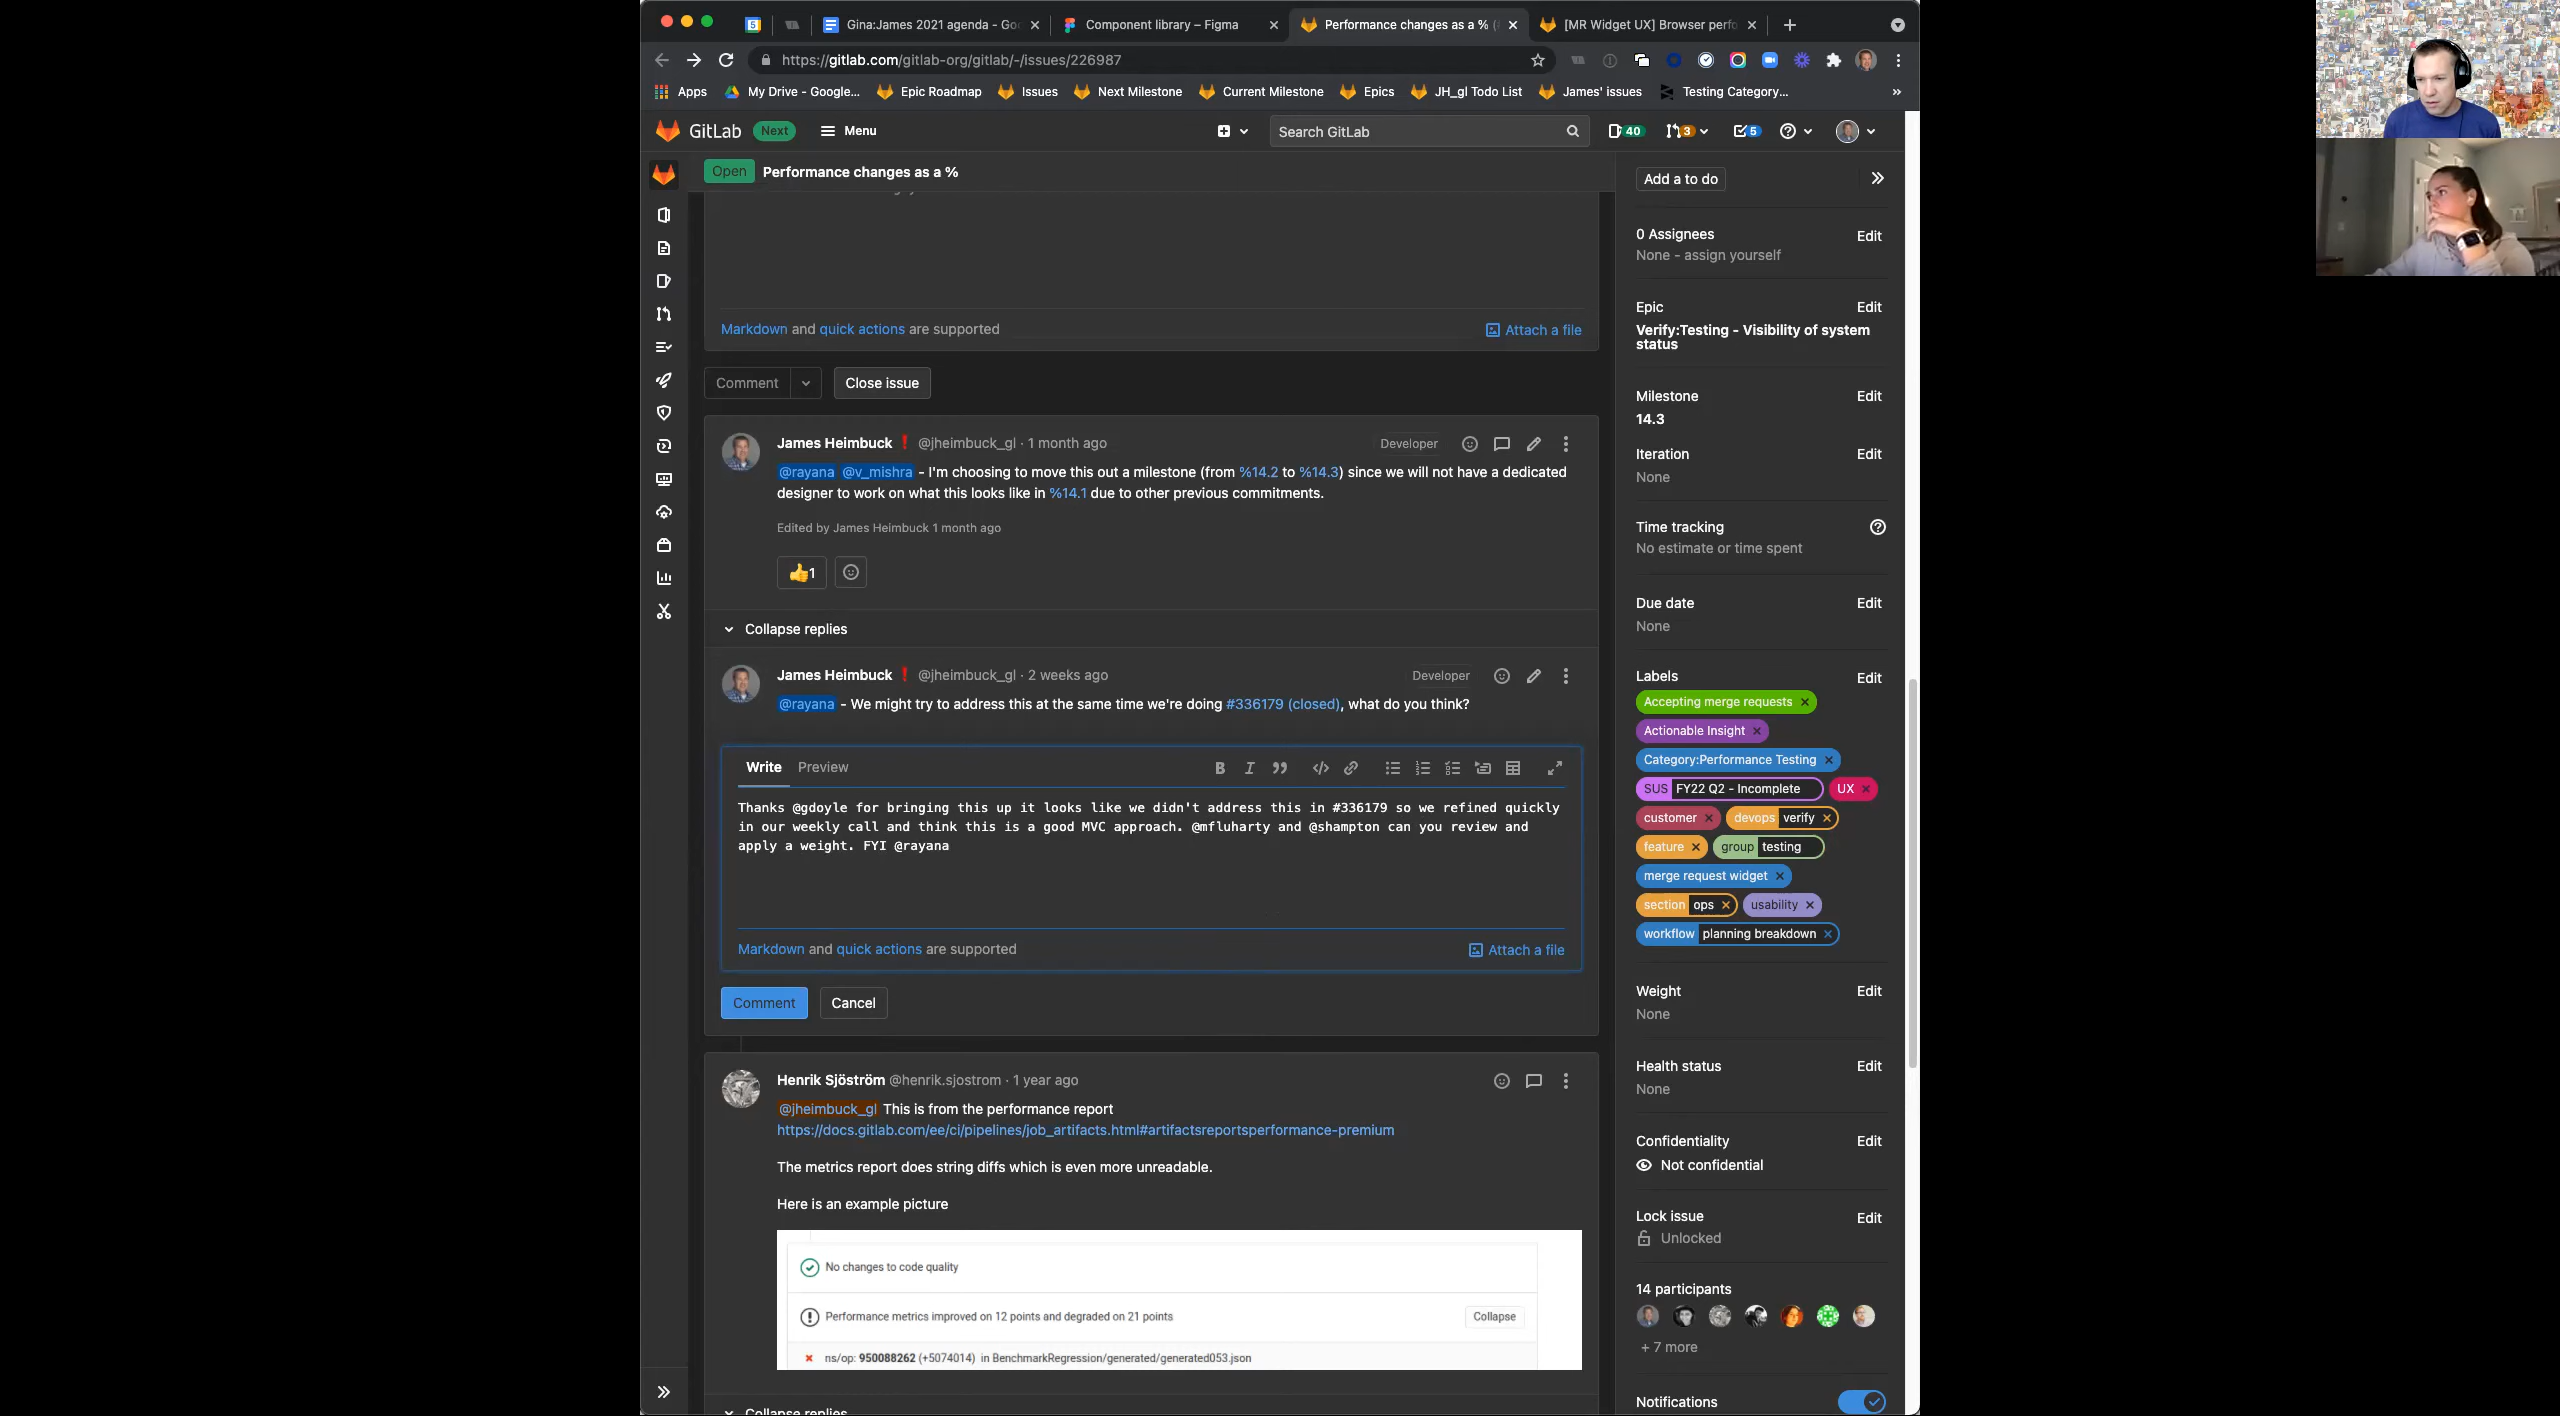 Gina:James 2021 agenda - Go
Component library – Figma
Performance changes as a % (
[MR Widget UX] Browser perfo
https://gitlab.com/gitlab-org/gitlab/-/issues/226987
Apps
My Drive - Google...
Epic Roadmap
Issues
Next Milestone
Current Milestone
Epics
JH_gl Todo List
James' issues
Testing Category...
»
GitLab
Next
Menu
Search GitLab
40
3
5
Open
Performance changes as a %
Markdown and quick actions are supported
Attach a file
Comment
Close issue
James Heimbuck❗ @jheimbuck_gl · 1 month ago
Developer
@rayana @v_mishra - I'm choosing to move this out a milestone (from %14.2 to %14.3) since we will not have a dedicated
designer to work on what this looks like in %14.1 due to other previous commitments.
Edited by James Heimbuck 1 month ago
👍1
Collapse replies
James Heimbuck❗ @jheimbuck_gl · 2 weeks ago
Developer
@rayana - We might try to address this at the same time we're doing #336179 (closed), what do you think?
Write
Preview
Thanks @gdoyle for bringing this up it looks like we didn't address this in #336179 so we refined quickly
in our weekly call and think this is a good MVC approach. @mfluharty and @shampton can you review and
apply a weight. FYI @rayana
Markdown and quick actions are supported
Attach a file
Comment
Cancel
Henrik Sjöström @henrik.sjostrom · 1 year ago
@jheimbuck_gl This is from the performance report
https://docs.gitlab.com/ee/ci/pipelines/job_artifacts.html#artifactsreportsperformance-premium
The metrics report does string diffs which is even more unreadable.
Here is an example picture
No changes to code quality
Performance metrics improved on 12 points and degraded on 21 points
Collapse
ns/op: 950088262 (+5074014) in BenchmarkRegression/generated/generated053.json
Collapse replies
Add a to do
0 Assignees
Edit
None - assign yourself
Epic
Edit
Verify:Testing - Visibility of system
status
Milestone
Edit
14.3
Iteration
Edit
None
Time tracking
No estimate or time spent
Due date
Edit
None
Labels
Edit
Accepting merge requests
Actionable Insight
Category:Performance Testing
SUS FY22 Q2 - Incomplete
UX
customer
devops verify
feature
group testing
merge request widget
section ops
usability
workflow planning breakdown
Weight
Edit
None
Health status
Edit
None
Confidentiality
Edit
Not confidential
Lock issue
Edit
Unlocked
14 participants
+ 7 more
Notifications